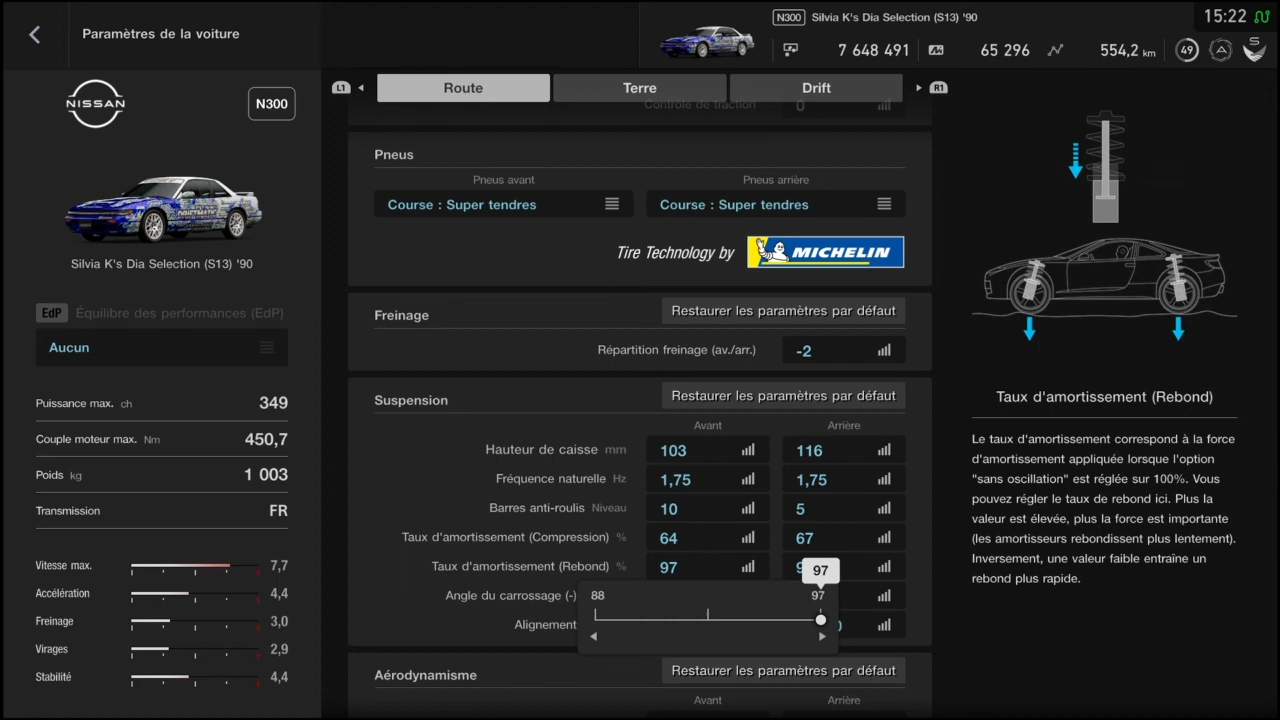 Paramètres de la voiture
N300 Silvia K's Dia Selection (S13) '90
15:22
7 648 491
65 296
554,2 km
49
A
S
NISSAN
N300
Silvia K's Dia Selection (S13) '90
EdP Équilibre des performances (EdP)
Aucun
Puissance max. ch 349
Couple moteur max. Nm 450,7
Poids kg 1 003
Transmission FR
Vitesse max. 7,7
Accélération 4,4
Freinage 3,0
Virages 2,9
Stabilité 4,4
L1 Route Terre Drift R1
Contrôle de traction 0
Pneus
Pneus avant Pneus arrière
Course : Super tendres Course : Super tendres
Tire Technology by MICHELIN
Freinage Restaurer les paramètres par défaut
Répartition freinage (av./arr.) -2
Suspension Restaurer les paramètres par défaut
Avant Arrière
Hauteur de caisse mm 103 116
Fréquence naturelle Hz 1,75 1,75
Barres anti-roulis Niveau 10 5
Taux d'amortissement (Compression) % 64 67
Taux d'amortissement (Rebond) % 97
97
Angle du carrossage (-) 88 97
Alignement
Aérodynamisme Restaurer les paramètres par défaut
Avant Arrière
Taux d'amortissement (Rebond)
Le taux d'amortissement correspond à la force
d'amortissement appliquée lorsque l'option
"sans oscillation" est réglée sur 100%. Vous
pouvez régler le taux de rebond ici. Plus la
valeur est élevée, plus la force est importante
(les amortisseurs rebondissent plus lentement).
Inversement, une valeur faible entraîne un
rebond plus rapide.